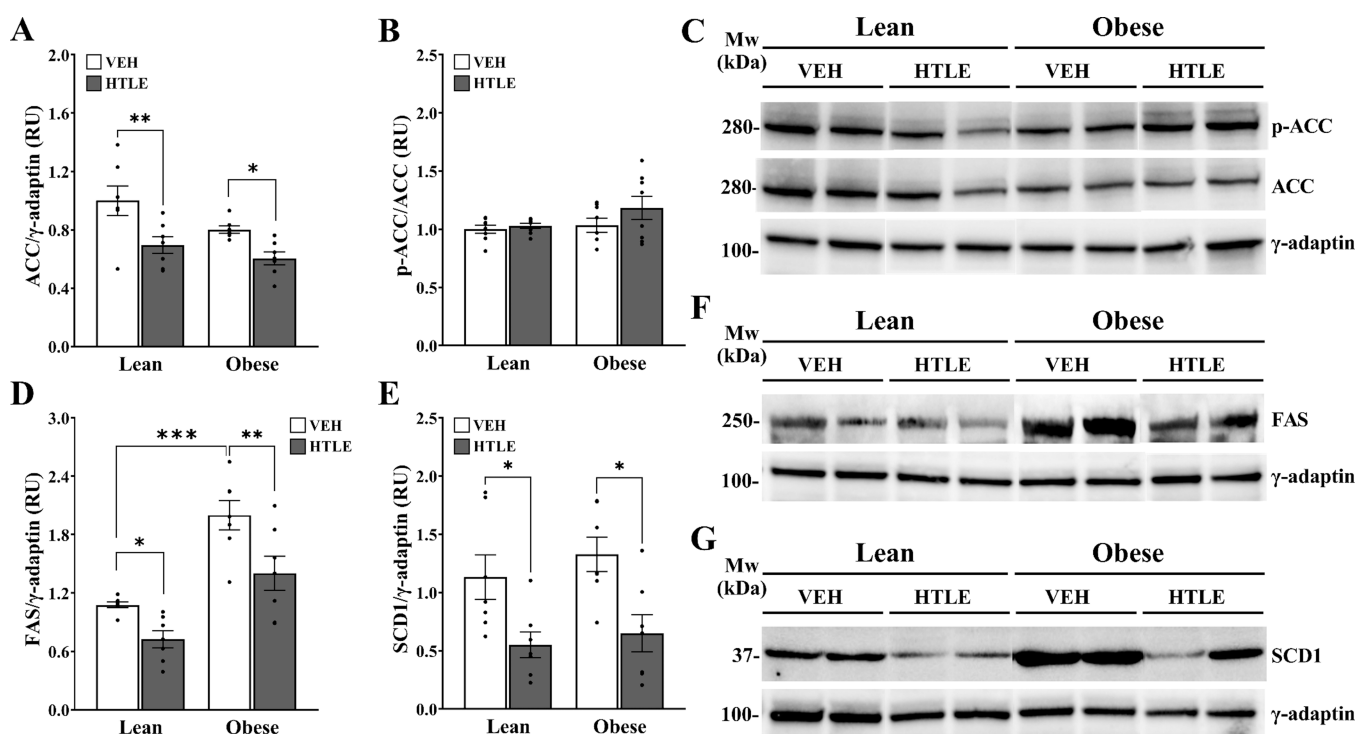 A
ACC/γ-adaptin (RU)
2.0
1.6
1.2
0.8
0.4
0.0
VEH
HTLE
**
*
Lean Obese
B
p-ACC/ACC (RU)
2.5
2.0
1.5
1.0
0.5
0.0
VEH
HTLE
Lean Obese
C
Mw
(kDa)
Lean Obese
VEH HTLE VEH HTLE
280- p-ACC
280- ACC
100- γ-adaptin
D
FAS/γ-adaptin (RU)
3.0
2.4
1.8
1.2
0.6
0.0
VEH
HTLE
*** **
*
Lean Obese
E
SCD1/γ-adaptin (RU)
2.5
2.0
1.5
1.0
0.5
0.0
VEH
HTLE
* *
Lean Obese
F
Mw
(kDa)
Lean Obese
VEH HTLE VEH HTLE
250- FAS
100- γ-adaptin
G
Mw
(kDa)
Lean Obese
VEH HTLE VEH HTLE
37- SCD1
100- γ-adaptin